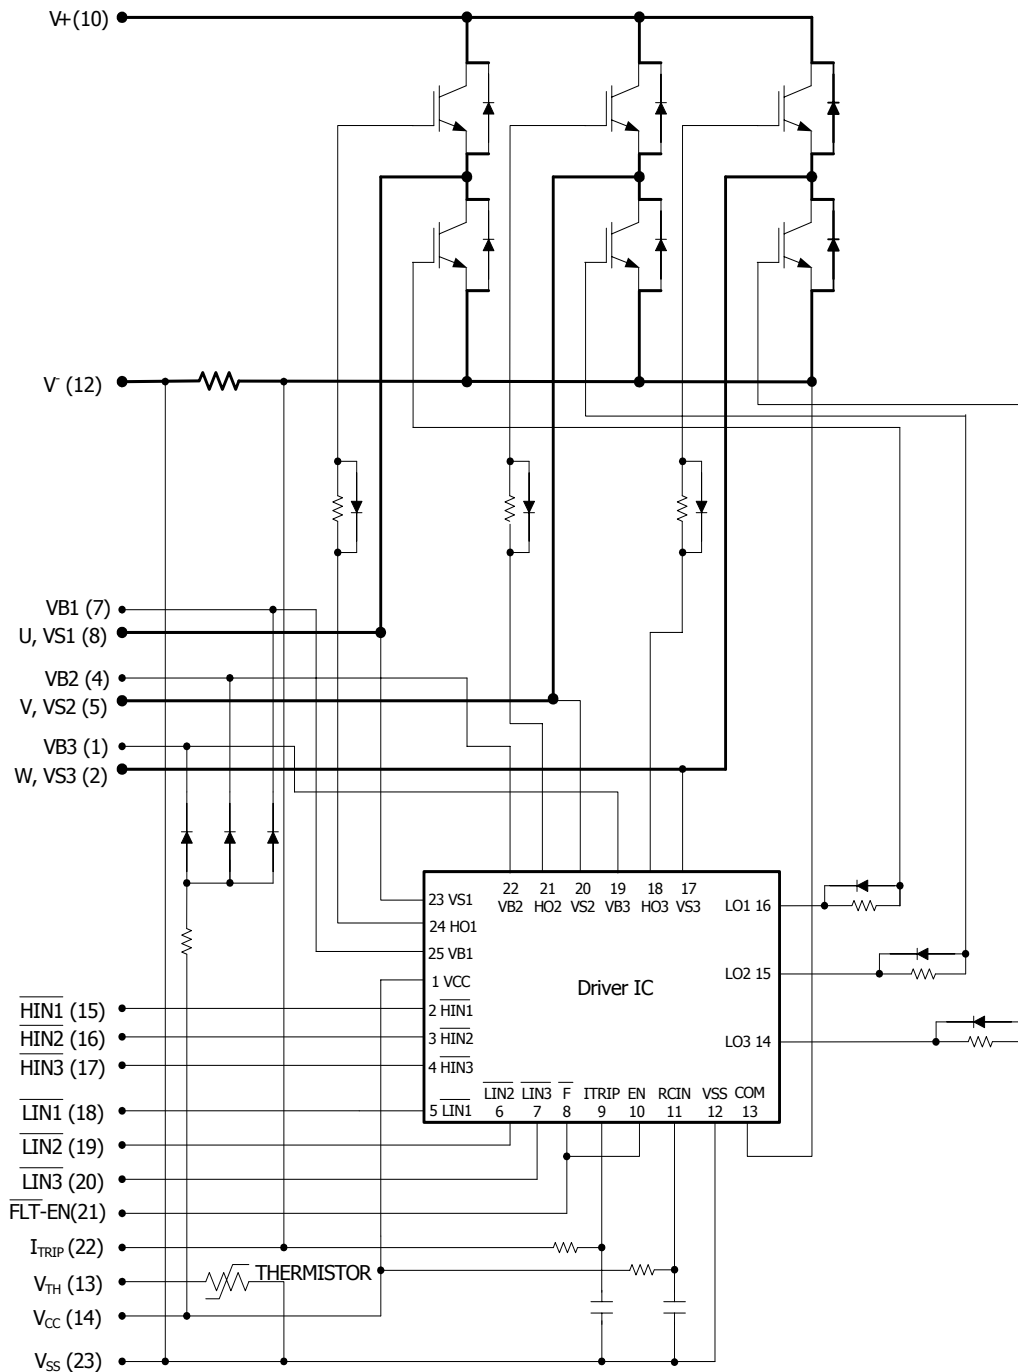 V+ (10)
V- (12)
VB1 (7)
U, VS1 (8)
VB2 (4)
V, VS2 (5)
VB3 (1)
W, VS3 (2)
22 21 20 19 18 17
VB2 HO2 VS2 VB3 HO3 VS3
23 VS1
24 HO1
25 VB1
1 VCC
2 HIN1
3 HIN2
4 HIN3
5 LIN1
Driver IC
LO1 16
LO2 15
LO3 14
LIN2 LIN3 F ITRIP EN RCIN VSS COM
6 7 8 9 10 11 12 13
HIN1 (15)
HIN2 (16)
HIN3 (17)
LIN1 (18)
LIN2 (19)
LIN3 (20)
FLT-EN(21)
ITRIP (22)
VTH (13)
THERMISTOR
VCC (14)
VSS (23)